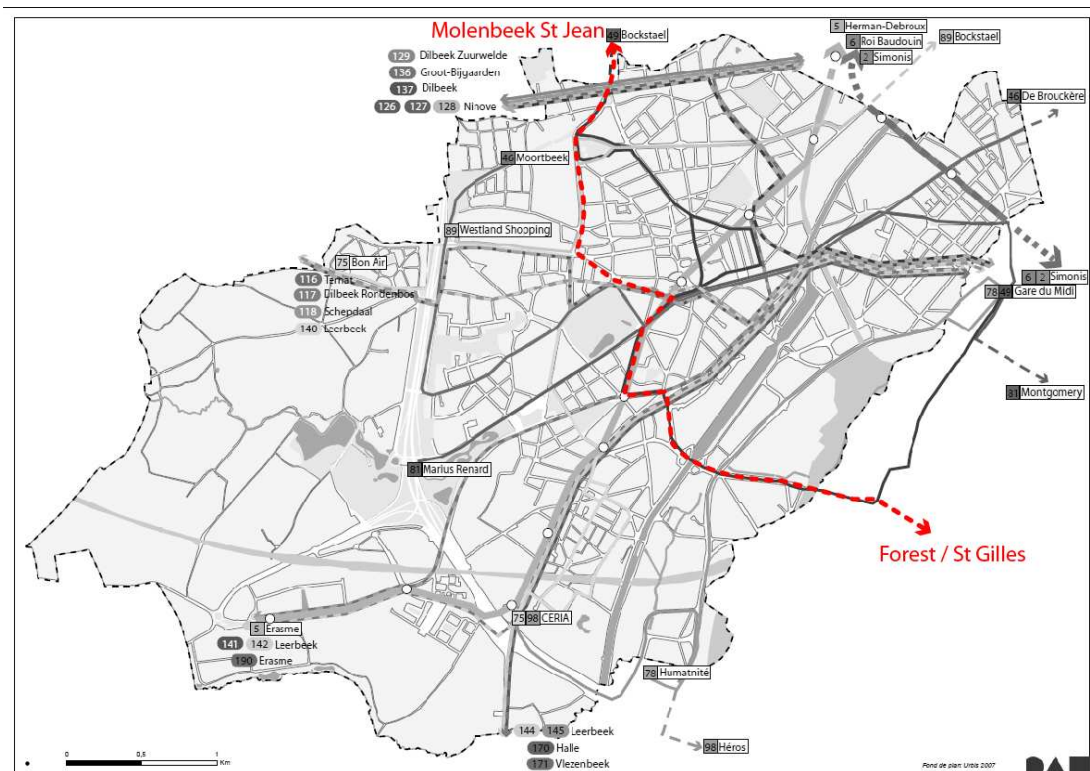 Molenbeek St Jean
49 Bockstael
5 Herman-Debroux
6 Roi Baudouin
2 Simonis
89 Bockstael
129 Dilbeek Zuurwelde
136 Groot-Bijgaarden
137 Dilbeek
126 127 128 Ninove
46 De Brouckère
46 Moortbeek
89 Westland Shopping
75 Bon Air
116 Ternat
117 Dilbeek Rondenbos
118 Schepdaal
140 Leerbeek
6 2 Simonis
78 49 Gare du Midi
81 Montgomery
81 Marius Renard
Forest / St Gilles
75 98 CERIA
5 Erasme
141 142 Leerbeek
190 Erasme
78 Humatnité
98 Héros
144 145 Leerbeek
170 Halle
171 Vlezenbeek
0 0,5 1
Km
Fond de plan: Urbis 2007